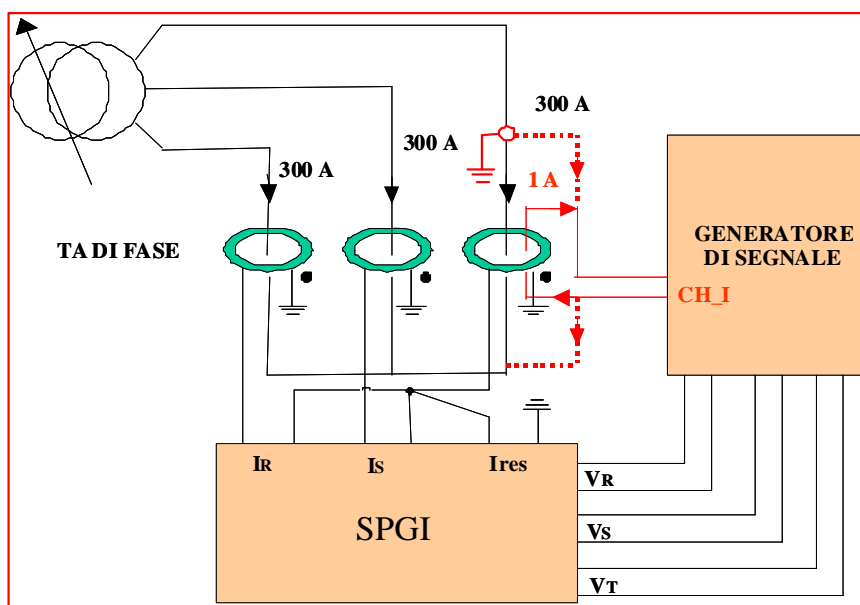 300 A
300 A
300 A
1 A
TA DI FASE
GENERATORE
DI SEGNALE
CH_I
IR
IS
Ires
VR
SPGI
VS
VT